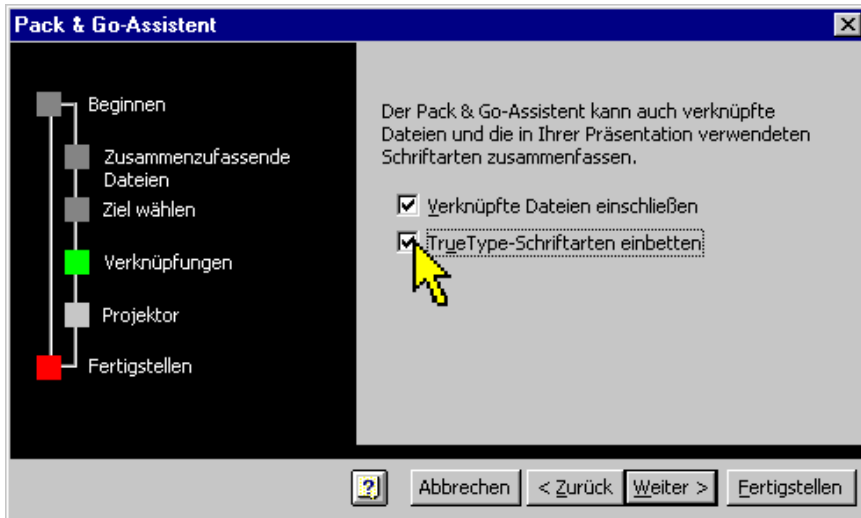 Pack & Go-Assistent
Beginnen
Zusammenzufassende
Dateien
Ziel wählen
Verknüpfungen
Projektor
Fertigstellen
Der Pack & Go-Assistent kann auch verknüpfte
Dateien und die in Ihrer Präsentation verwendeten
Schriftarten zusammenfassen.
Verknüpfte Dateien einschließen
TrueType-Schriftarten einbetten
?
Abbrechen
< Zurück
Weiter >
Fertigstellen